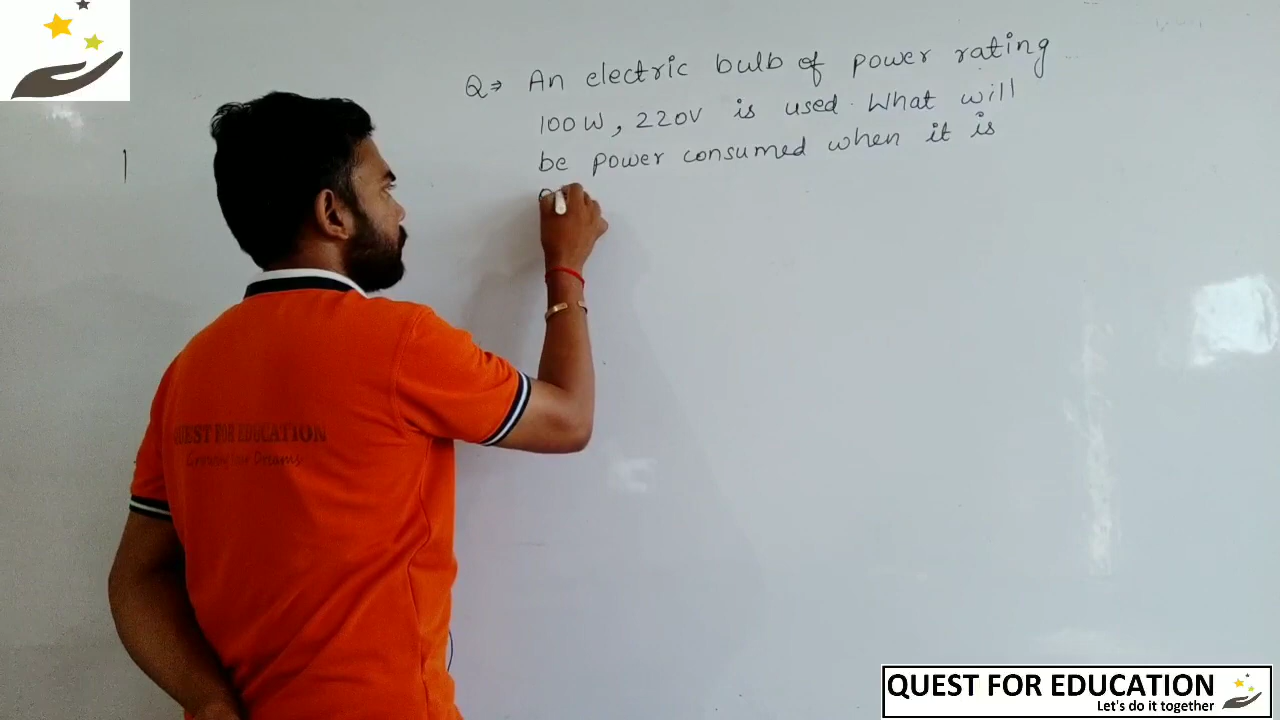 Q⇒ An electric bulb of power rating
100W, 220V is used. What will
be power consumed when it is
QUEST FOR EDUCATION
QUEST FOR EDUCATION
Let's do it together